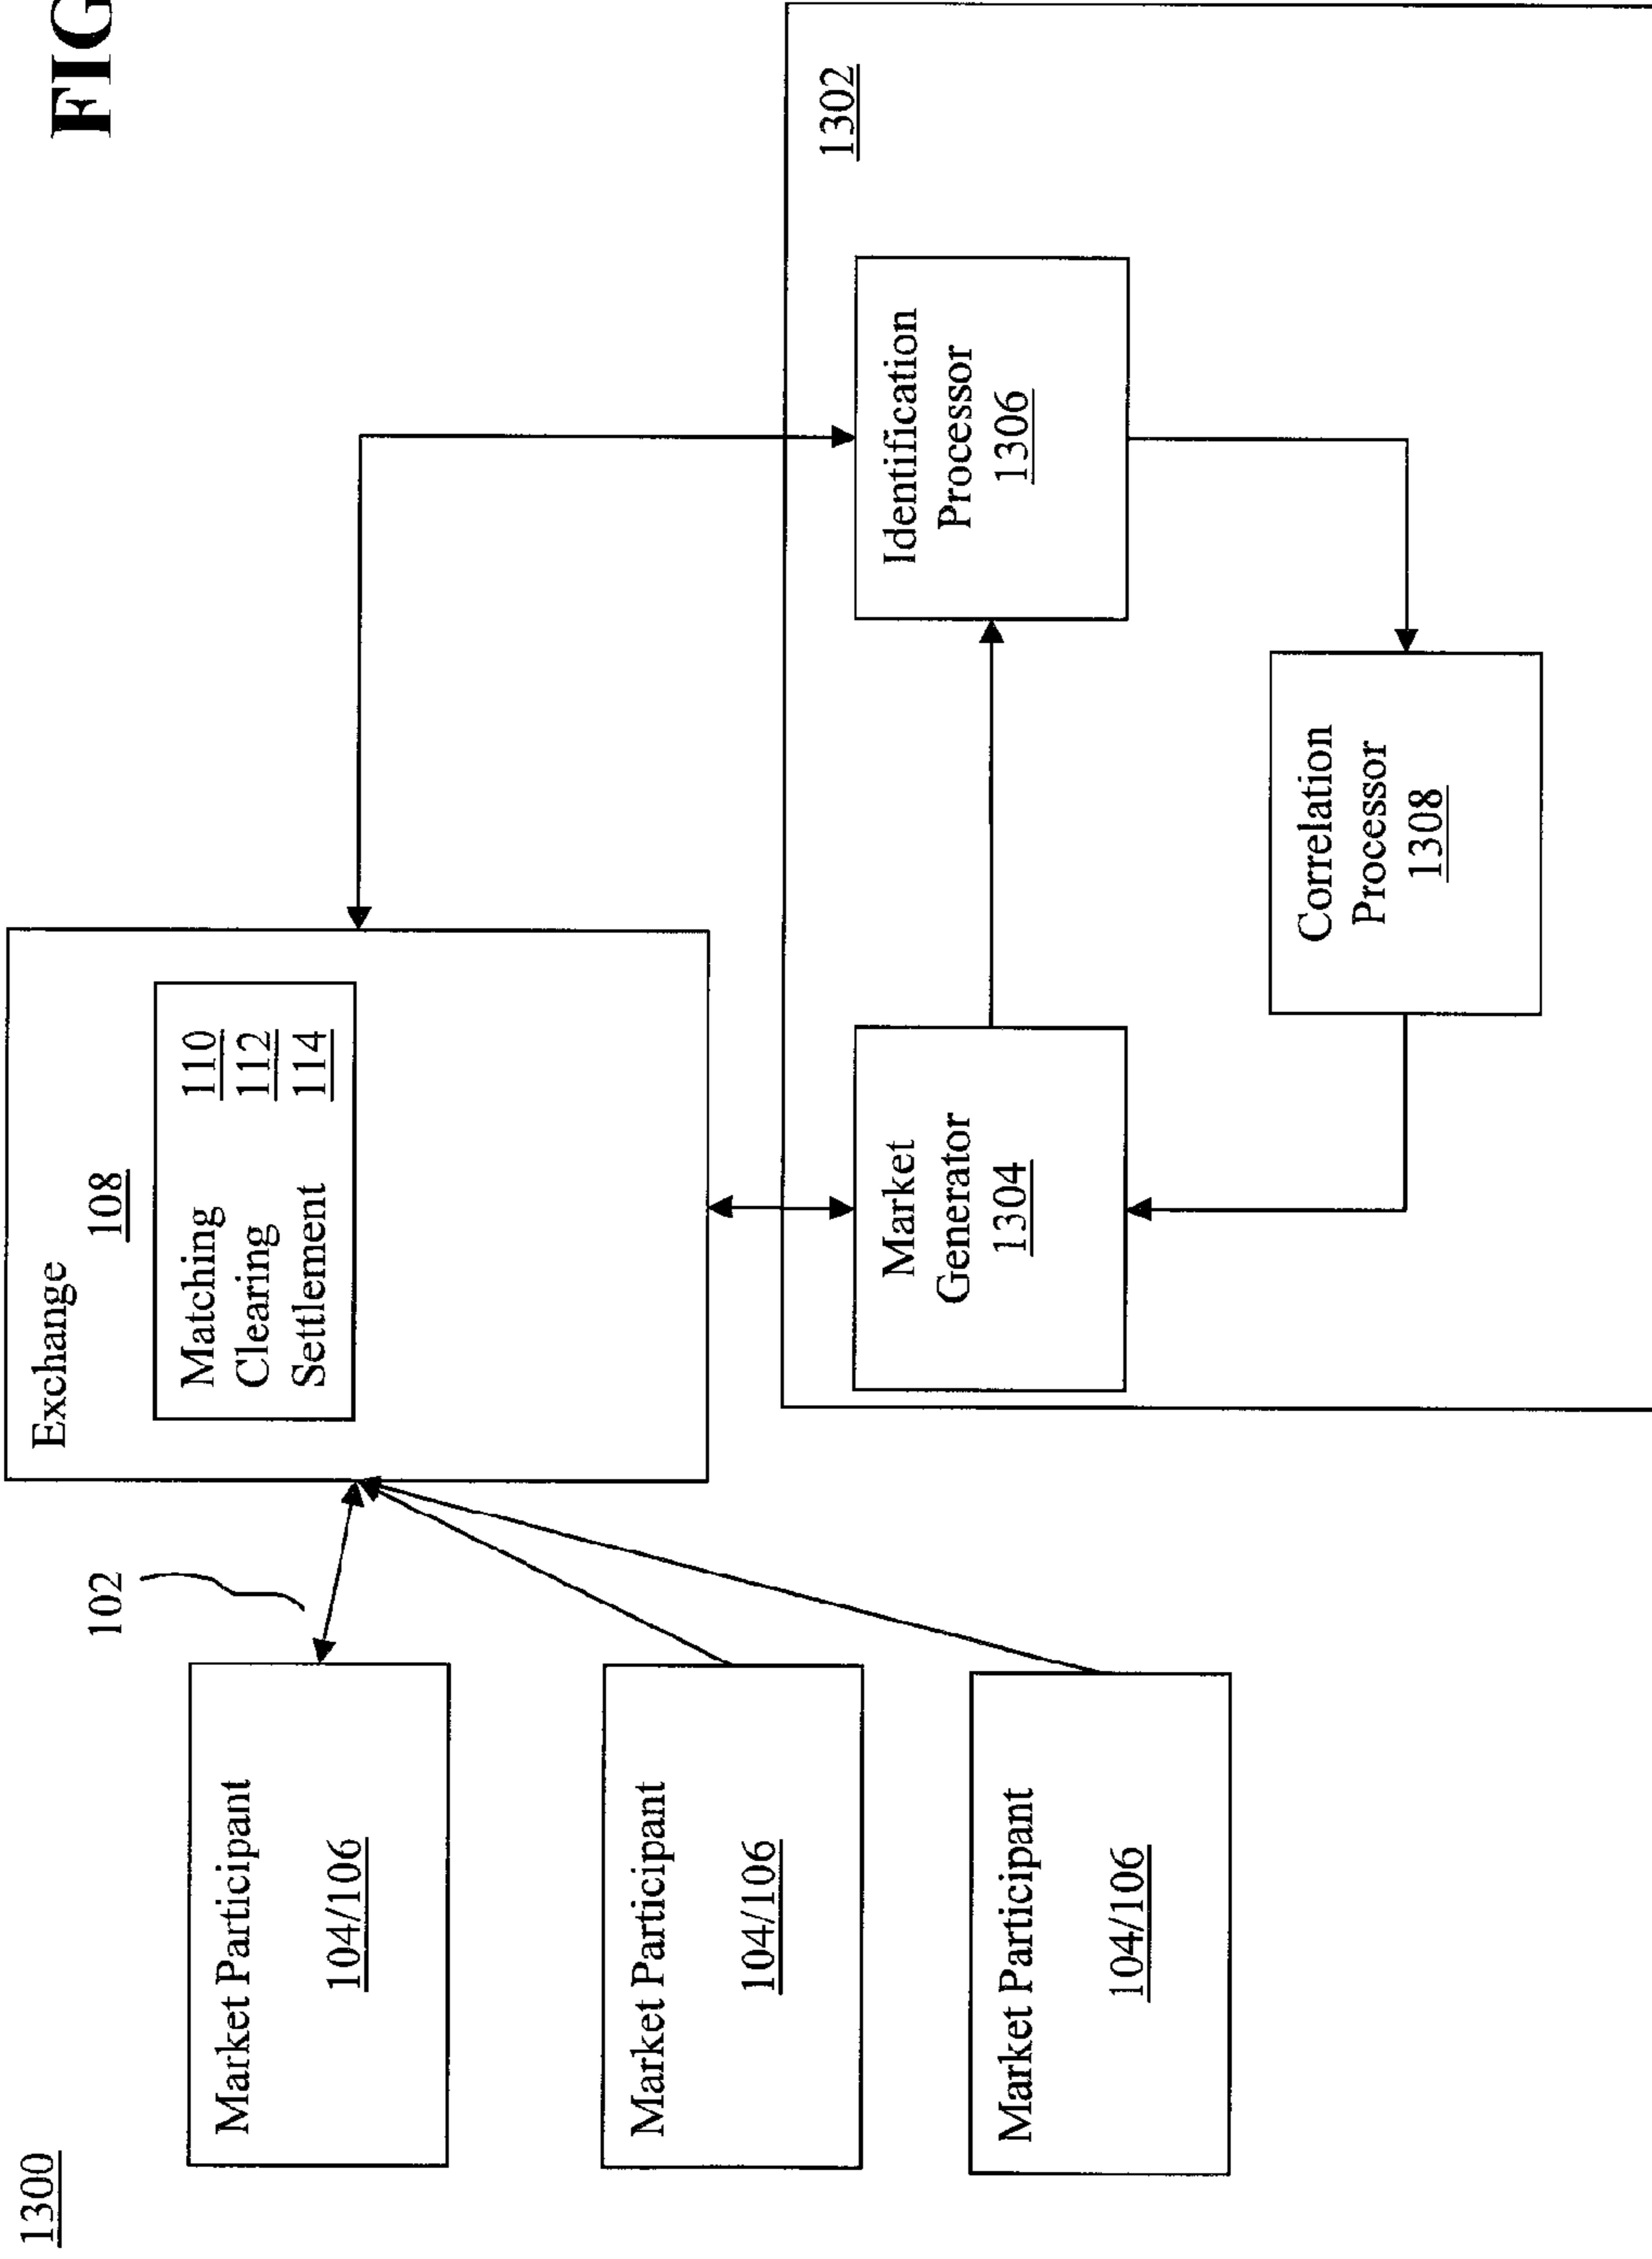 1300
FIG
Market Participant
104/106
Market Participant
104/106
Market Participant
104/106
102
Exchange
108
Matching 110
Clearing 112
Settlement 114
1302
Market
Generator
1304
Identification
Processor
1306
Correlation
Processor
1308